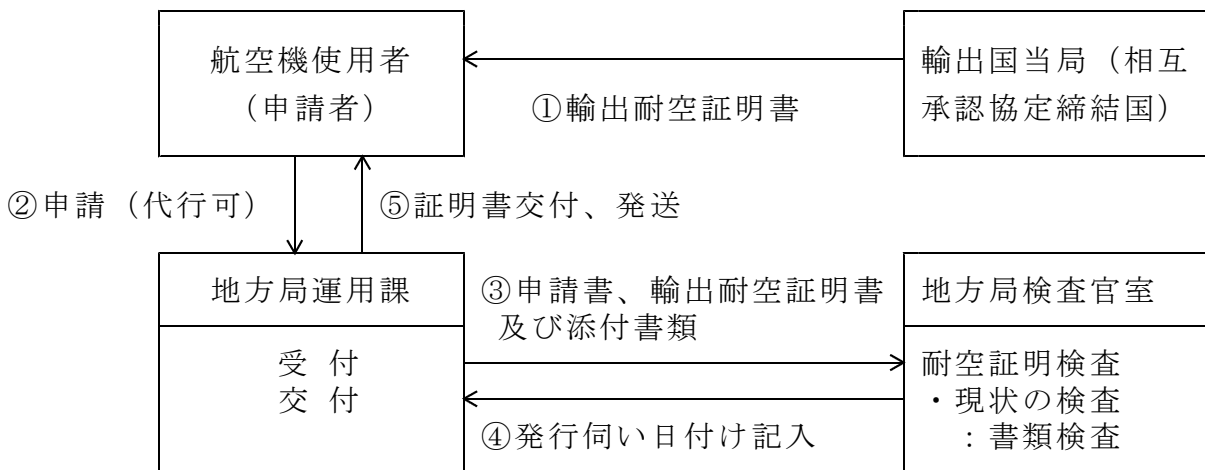 航空機使用者
（申請者）
①輸出耐空証明書
輸出国当局（相互
承認協定締結国）
②申請（代行可）
⑤証明書交付、発送
地方局運用課
受 付
交 付
③申請書、輸出耐空証明書
及び添付書類
④発行伺い日付け記入
地方局検査官室
耐空証明検査
・現状の検査
：書類検査